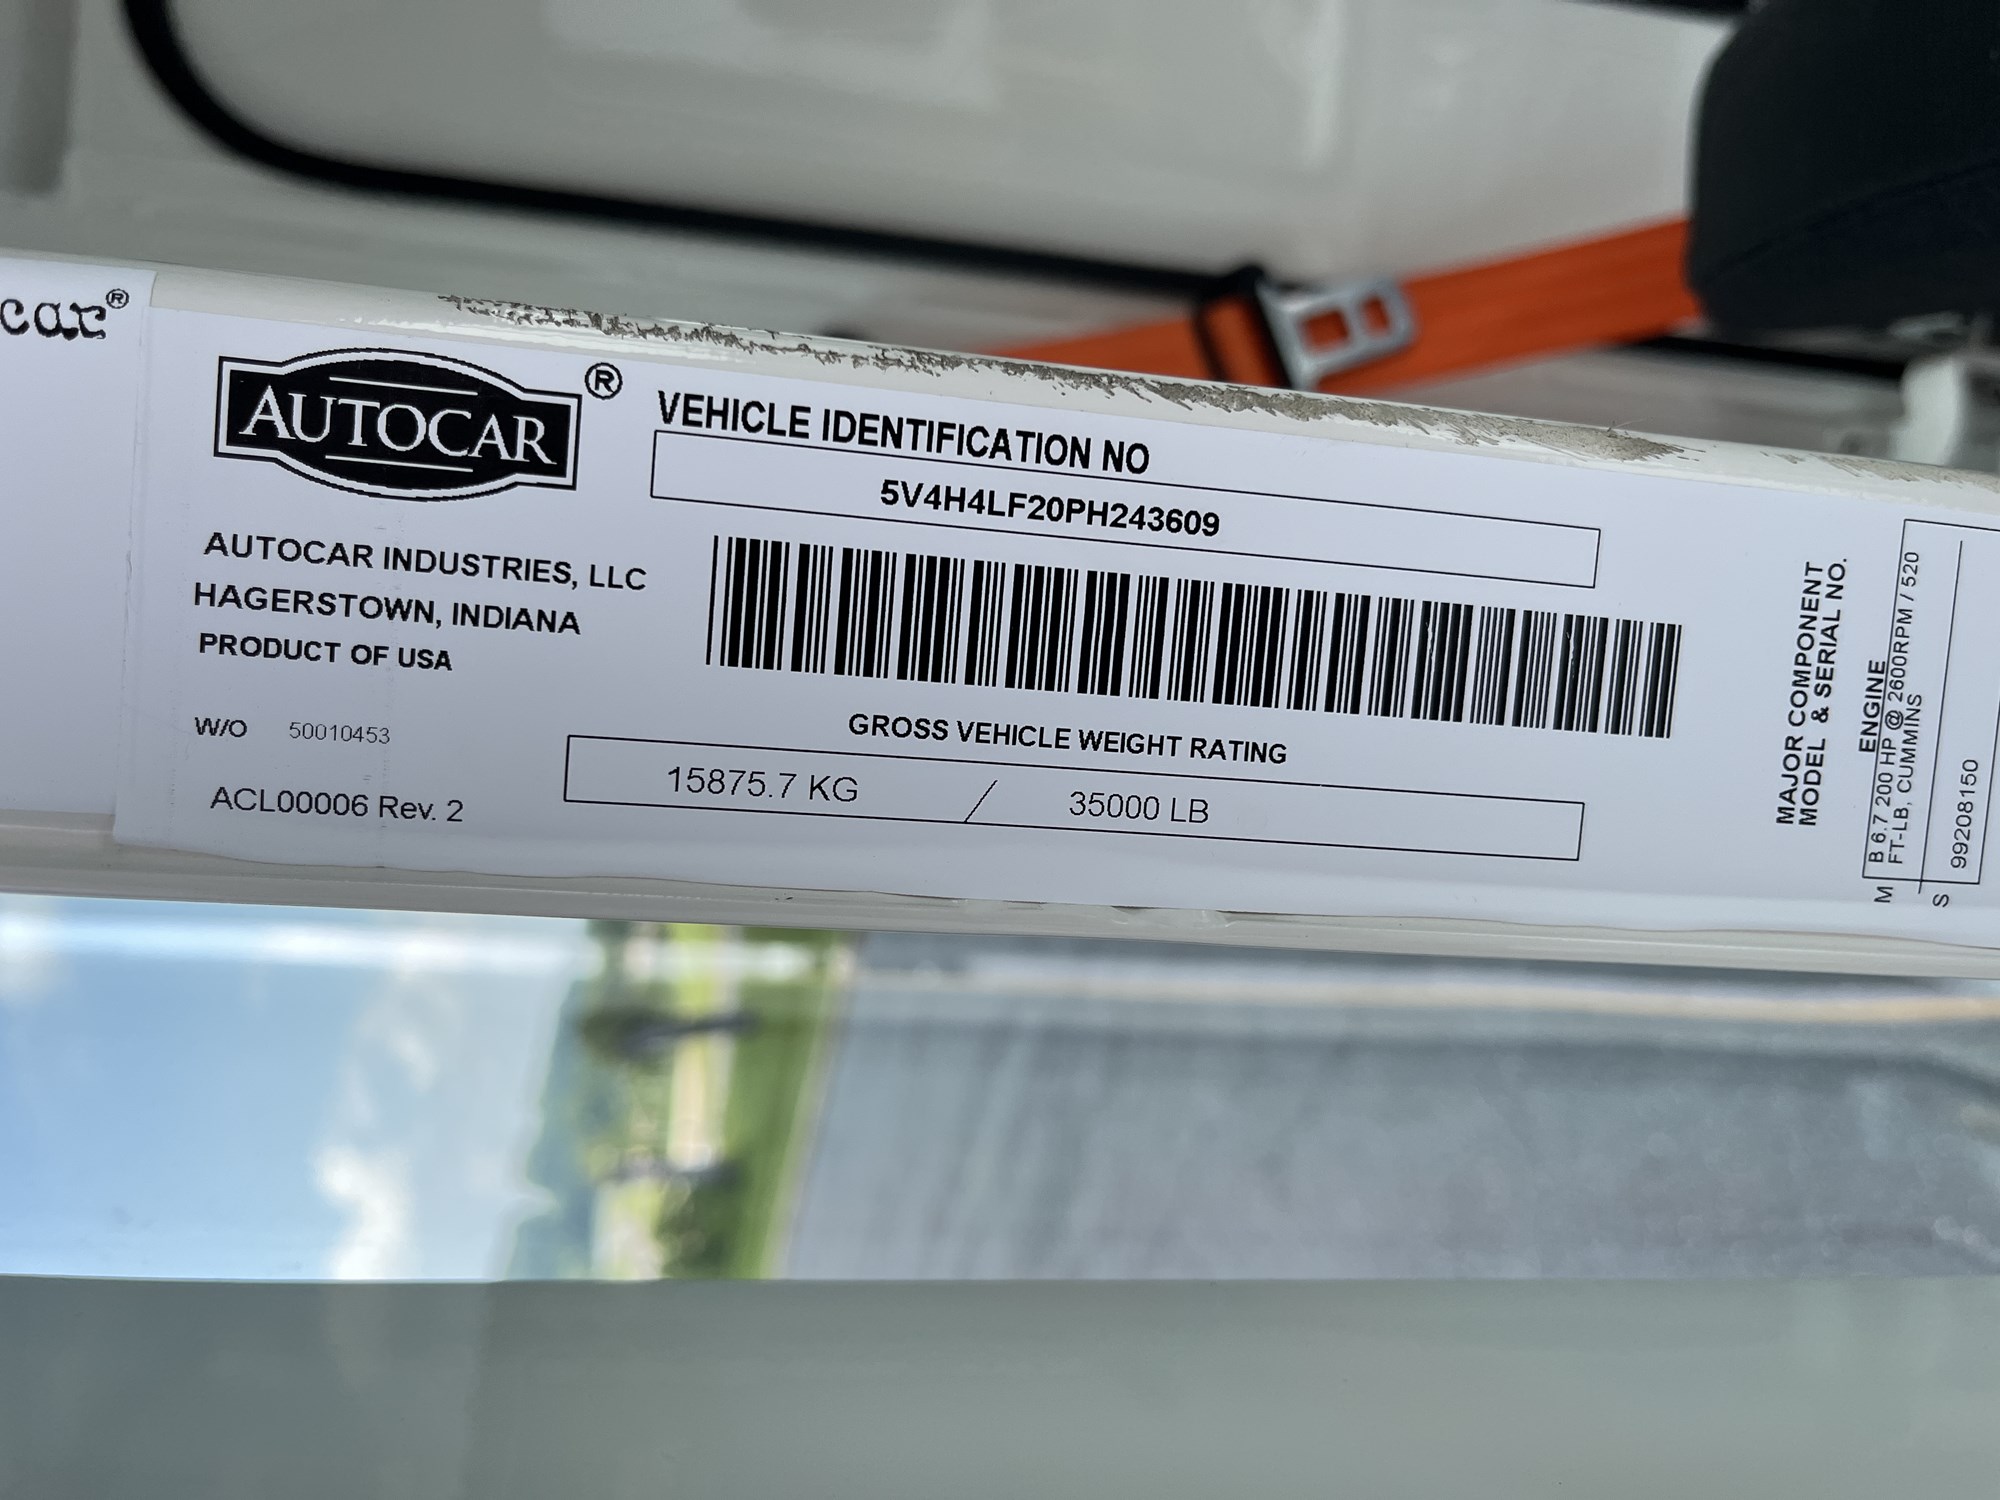 car®
AUTOCAR®
VEHICLE IDENTIFICATION NO
5V4H4LF20PH243609
AUTOCAR INDUSTRIES, LLC
HAGERSTOWN, INDIANA
PRODUCT OF USA
W/O 50010453
ACL00006 Rev. 2
GROSS VEHICLE WEIGHT RATING
15875.7 KG / 35000 LB
MAJOR COMPONENT
MODEL & SERIAL NO.
ENGINE
M B 6.7 200 HP @ 2600RPM / 520
FT-LB, CUMMINS
S 99208150